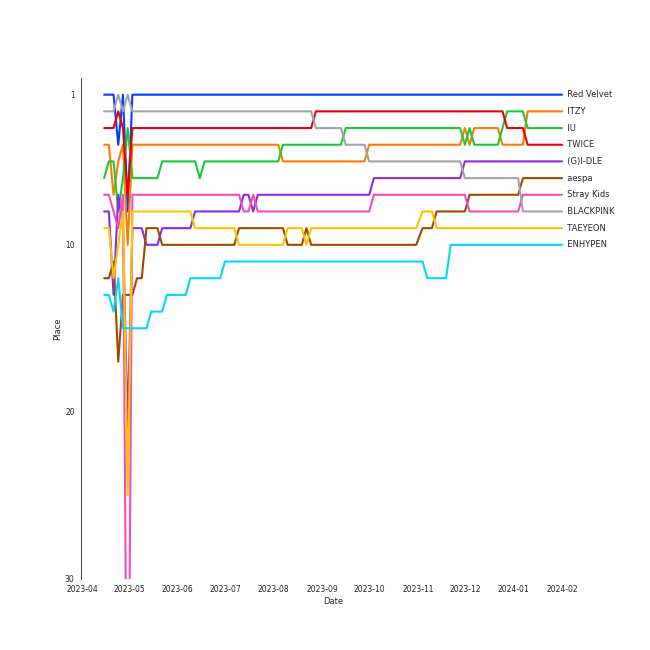 1
10
20
30
Place
Red Velvet
ITZY
IU
TWICE
(G)I-DLE
aespa
Stray Kids
BLACKPINK
TAEYEON
ENHYPEN
2023-04
2023-05
2023-06
2023-07
2023-08
2023-09
2023-10
2023-11
2023-12
2024-01
2024-02
Date